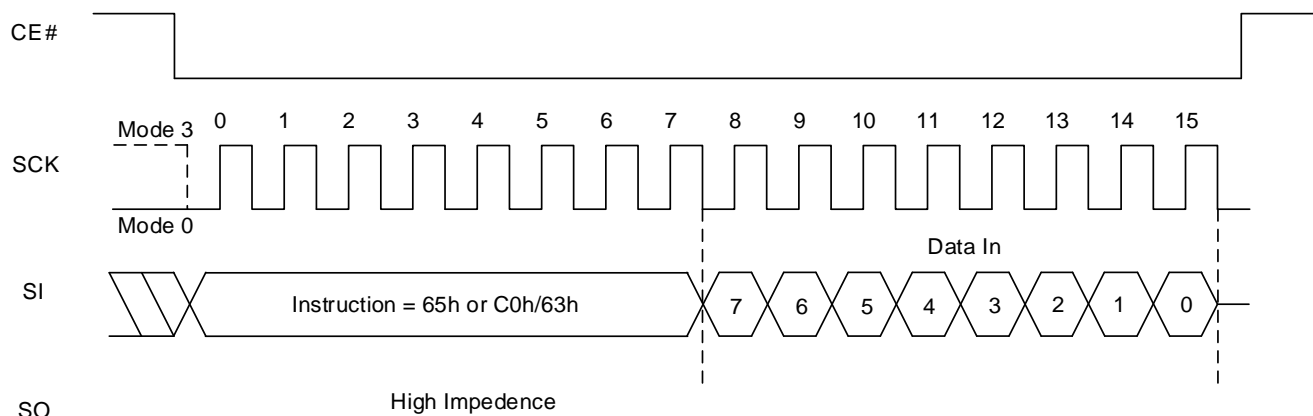 CE#
0 1 2 3 4 5 6 7 8 9 10 11 12 13 14 15
Mode 3
SCK
Mode 0
Data In
SI
Instruction = 65h or C0h/63h
7 6 5 4 3 2 1 0
High Impedence
SO